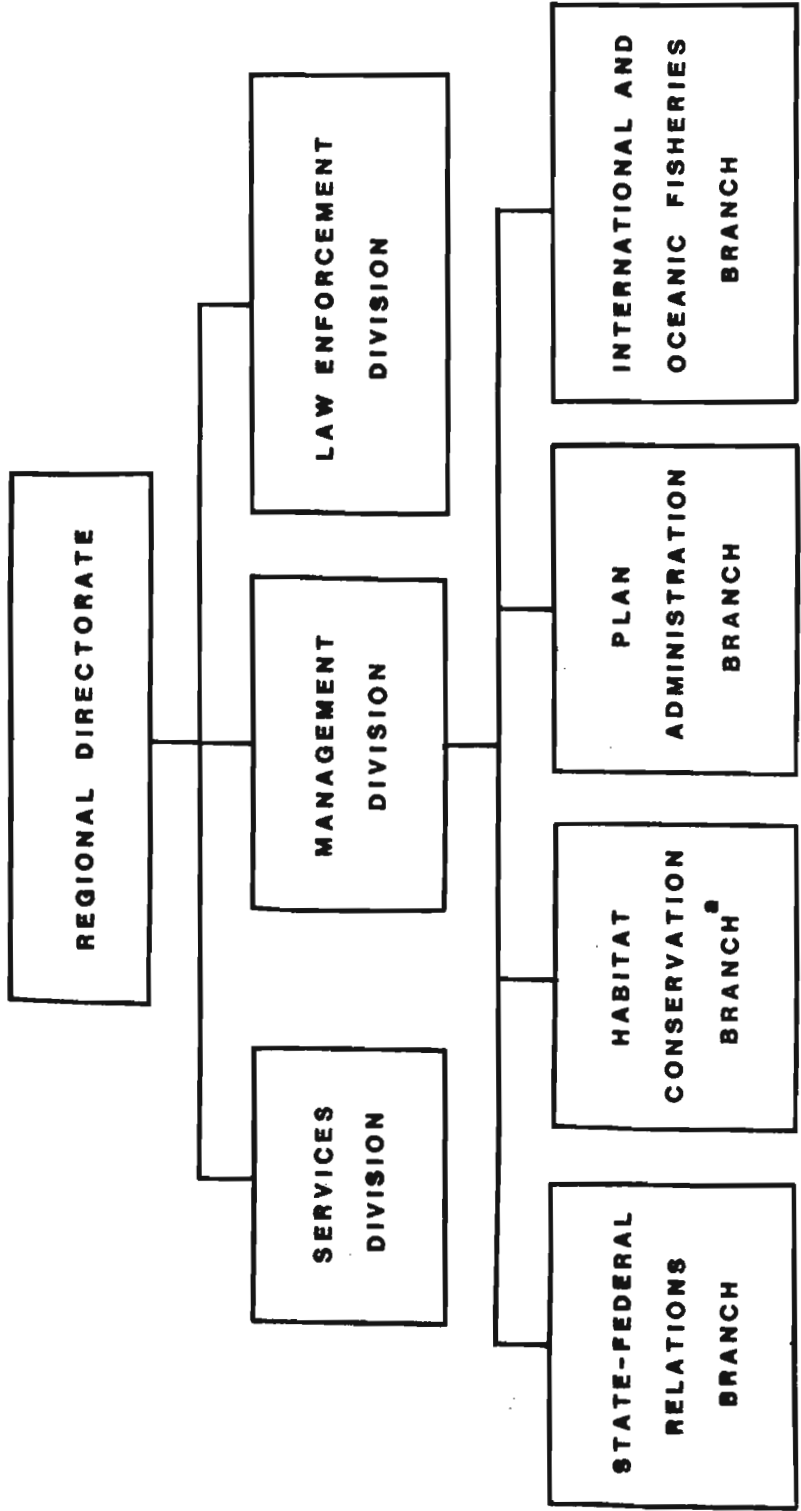 REGIONAL DIRECTORATE
SERVICES
DIVISION
MANAGEMENT
DIVISION
LAW ENFORCEMENT
DIVISION
STATE-FEDERAL
RELATIONS
BRANCH
HABITAT
CONSERVATION
BRANCHᵃ
PLAN
ADMINISTRATION
BRANCH
INTERNATIONAL AND
OCEANIC FISHERIES
BRANCH